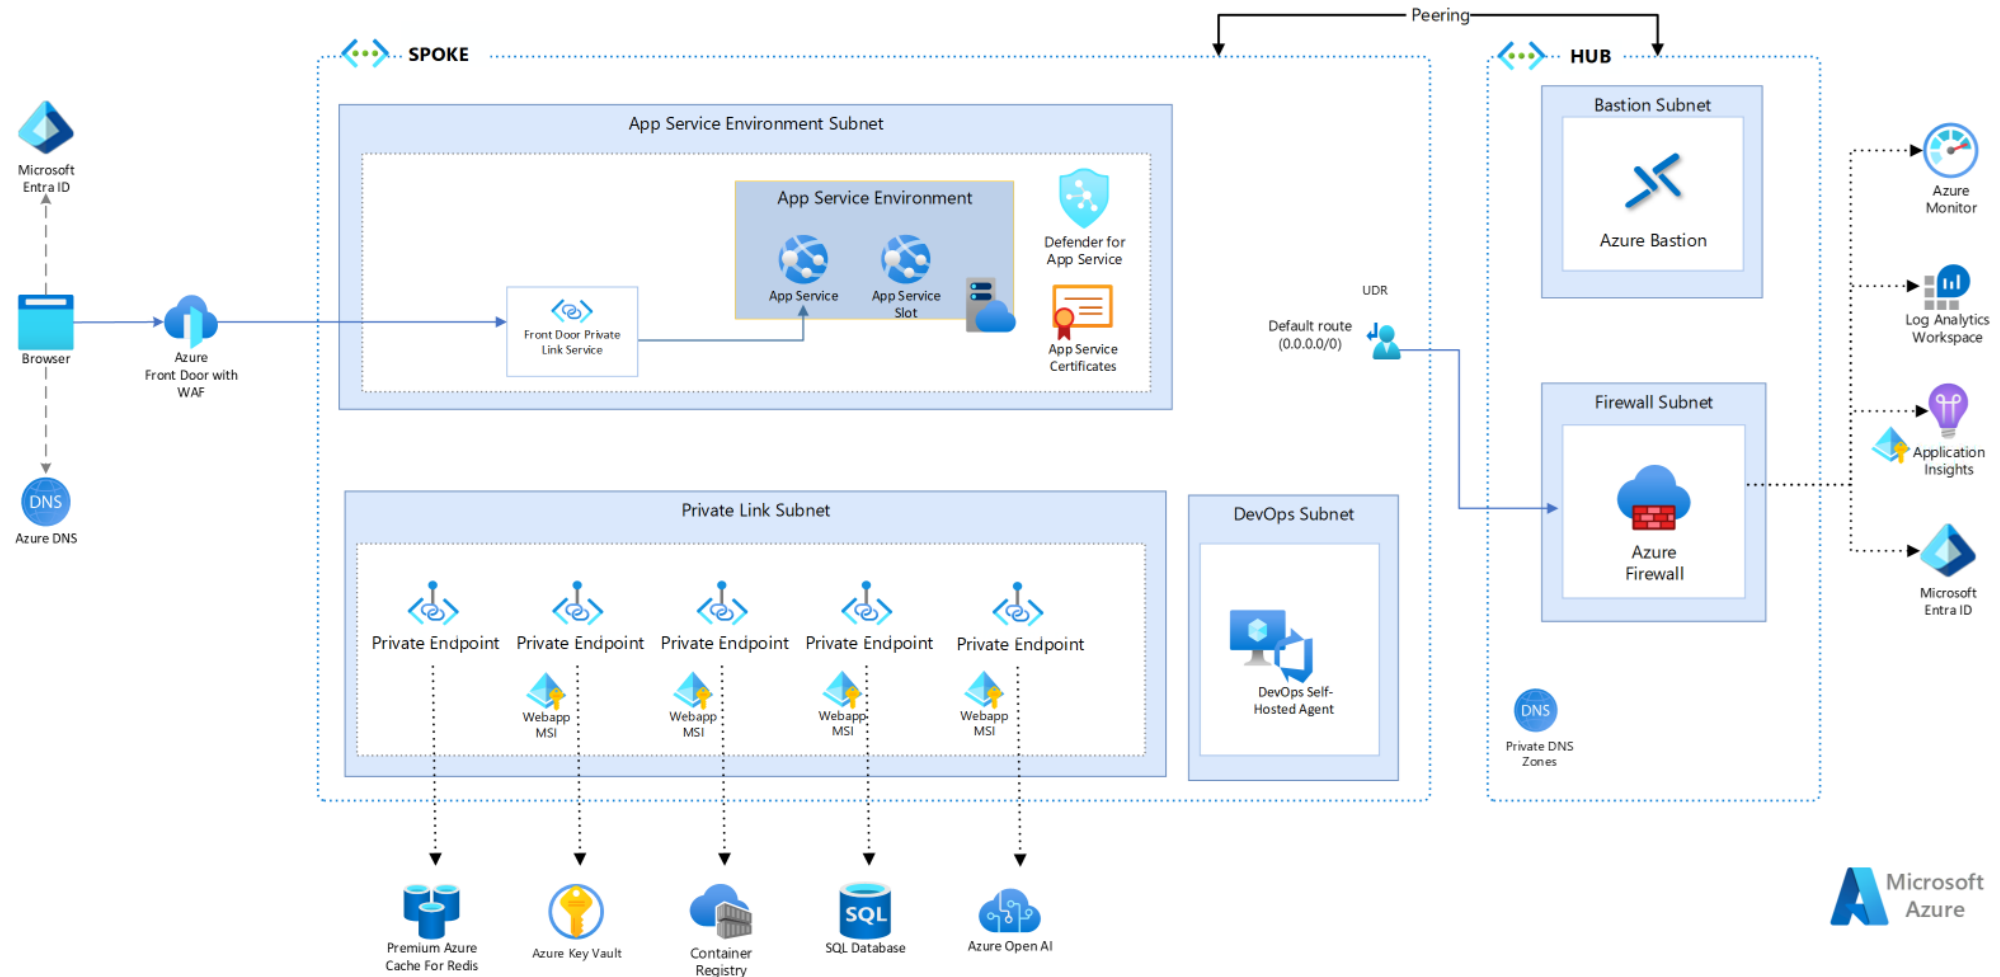 Peering
SPOKE
HUB
App Service Environment Subnet
Bastion Subnet
Microsoft
Entra ID
App Service Environment
Defender for
App Service
Azure Bastion
Azure
Monitor
App Service
App Service
Slot
UDR
Default route
(0.0.0.0/0)
Log Analytics
Workspace
Front Door Private
Link Service
App Service
Certificates
Browser
Azure
Front Door with
WAF
Firewall Subnet
Application
Insights
DNS
Azure DNS
Private Link Subnet
DevOps Subnet
Azure
Firewall
Microsoft
Entra ID
Private Endpoint
Private Endpoint
Private Endpoint
Private Endpoint
Private Endpoint
Webapp
MSI
Webapp
MSI
Webapp
MSI
Webapp
MSI
DevOps Self-
Hosted Agent
DNS
Private DNS
Zones
Premium Azure
Cache For Redis
Azure Key Vault
Container
Registry
SQL
SQL Database
Azure Open AI
Microsoft
Azure